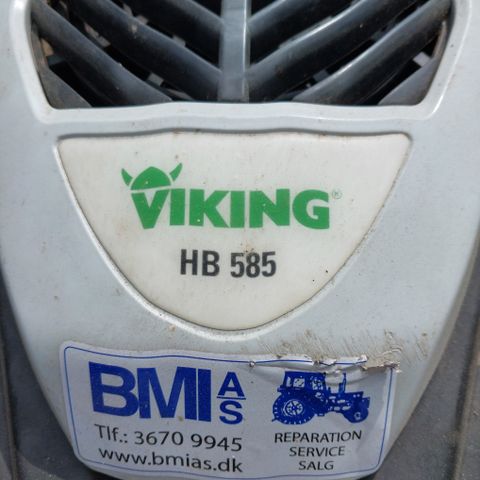 VIKING®
HB 585
BMI A/S
Tlf.: 3670 9945
www.bmias.dk
REPARATION
SERVICE
SALG